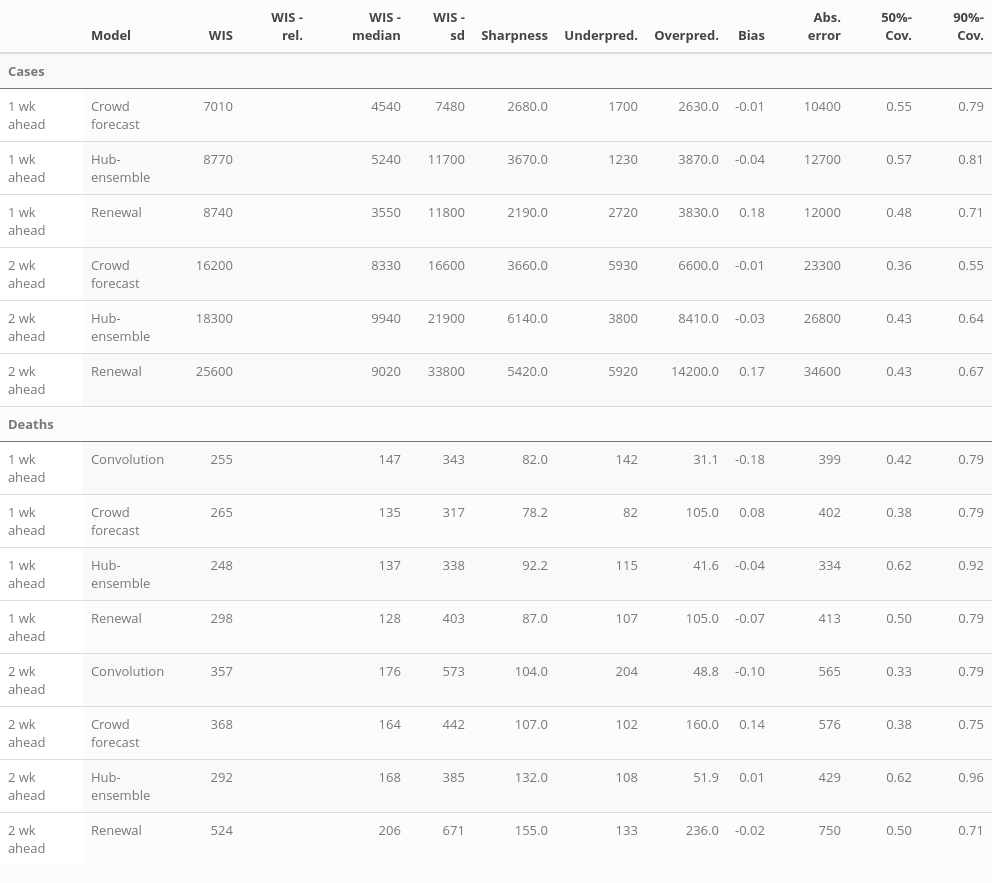 Model WIS WIS - rel. WIS - median WIS - sd Sharpness Underpred. Overpred. Bias Abs. error 50%-Cov. 90%-Cov.
Cases
1 wk ahead Crowd forecast 7010 4540 7480 2680.0 1700 2630.0 -0.01 10400 0.55 0.79
1 wk ahead Hub-ensemble 8770 5240 11700 3670.0 1230 3870.0 -0.04 12700 0.57 0.81
1 wk ahead Renewal 8740 3550 11800 2190.0 2720 3830.0 0.18 12000 0.48 0.71
2 wk ahead Crowd forecast 16200 8330 16600 3660.0 5930 6600.0 -0.01 23300 0.36 0.55
2 wk ahead Hub-ensemble 18300 9940 21900 6140.0 3800 8410.0 -0.03 26800 0.43 0.64
2 wk ahead Renewal 25600 9020 33800 5420.0 5920 14200.0 0.17 34600 0.43 0.67
Deaths
1 wk ahead Convolution 255 147 343 82.0 142 31.1 -0.18 399 0.42 0.79
1 wk ahead Crowd forecast 265 135 317 78.2 82 105.0 0.08 402 0.38 0.79
1 wk ahead Hub-ensemble 248 137 338 92.2 115 41.6 -0.04 334 0.62 0.92
1 wk ahead Renewal 298 128 403 87.0 107 105.0 -0.07 413 0.50 0.79
2 wk ahead Convolution 357 176 573 104.0 204 48.8 -0.10 565 0.33 0.79
2 wk ahead Crowd forecast 368 164 442 107.0 102 160.0 0.14 576 0.38 0.75
2 wk ahead Hub-ensemble 292 168 385 132.0 108 51.9 0.01 429 0.62 0.96
2 wk ahead Renewal 524 206 671 155.0 133 236.0 -0.02 750 0.50 0.71